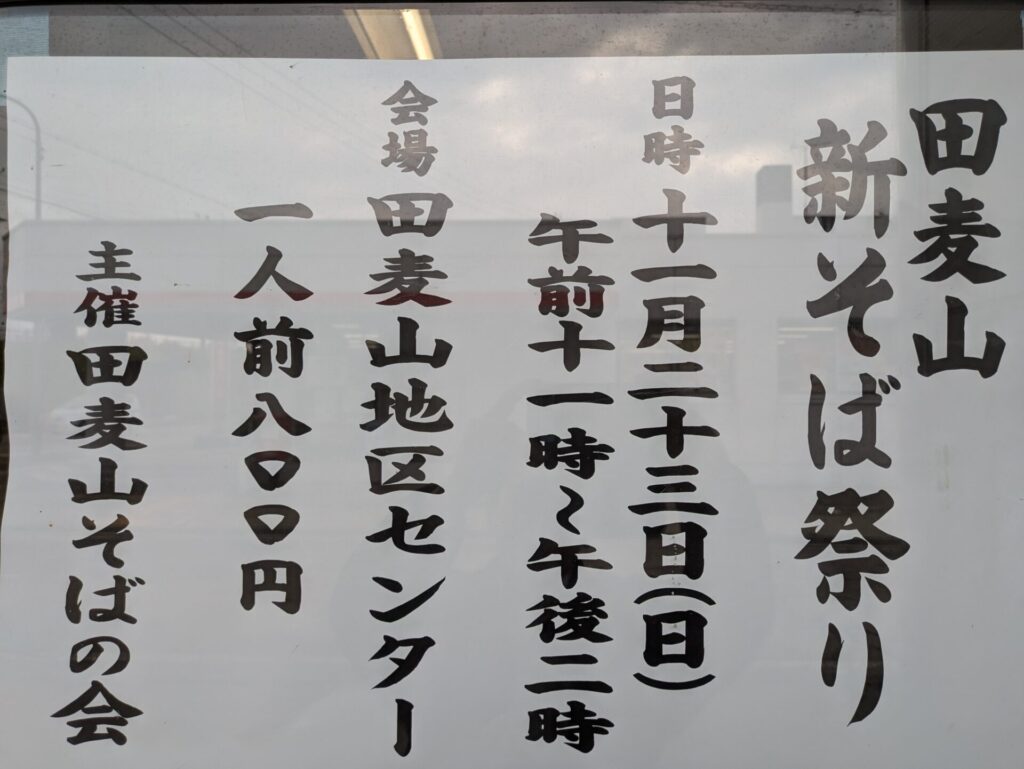 田麦山
新そば祭り
日時 十一月二十三日(日)
午前十一時～午後二時
会場 田麦山地区センター
一人前八〇〇円
主催 田麦山そばの会